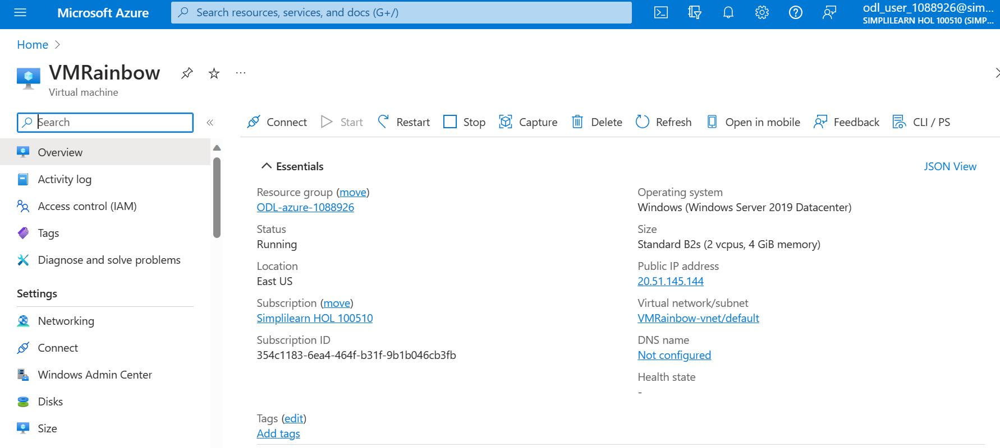 Microsoft Azure
Search resources, services, and docs (G+/)
odl_user_1088926@sim...
SIMPLILEARN HOL 100510 (SIMP...
Home
VMRainbow
Virtual machine
Search
Connect
Start
Restart
Stop
Capture
Delete
Refresh
Open in mobile
Feedback
CLI / PS
Overview
Activity log
Access control (IAM)
Tags
Diagnose and solve problems
Settings
Networking
Connect
Windows Admin Center
Disks
Size
Essentials
JSON View
Resource group (move)
ODL-azure-1088926
Status
Running
Location
East US
Subscription (move)
Simplilearn HOL 100510
Subscription ID
354c1183-6ea4-464f-b31f-9b1b046cb3fb
Operating system
Windows (Windows Server 2019 Datacenter)
Size
Standard B2s (2 vcpus, 4 GiB memory)
Public IP address
20.51.145.144
Virtual network/subnet
VMRainbow-vnet/default
DNS name
Not configured
Health state
-
Tags (edit)
Add tags